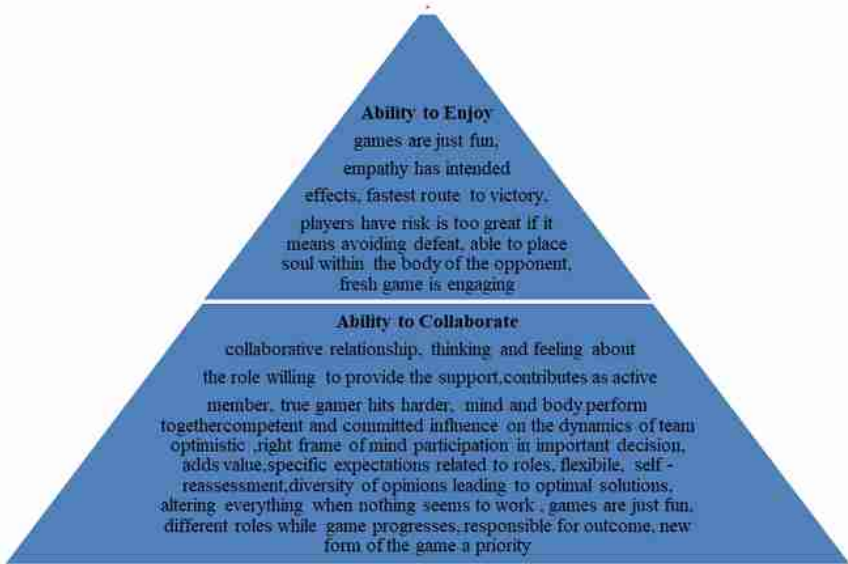 Ability to Enjoy
games are just fun,
empathy has intended
effects, fastest route to victory,
players have risk is too great if it
means avoiding defeat, able to place
soul within the body of the opponent,
fresh game is engaging
Ability to Collaborate
collaborative relationship, thinking and feeling about
the role willing to provide the support,contributes as active
member, true gamer hits harder, mind and body perform
togethercompetent and committed influence on the dynamics of team
optimistic ,right frame of mind participation in important decision,
adds value,specific expectations related to roles, flexibile, self -
reassessment,diversity of opinions leading to optimal solutions,
altering everything when nothing seems to work , games are just fun,
different roles while game progresses, responsible for outcome, new
form of the game a priority